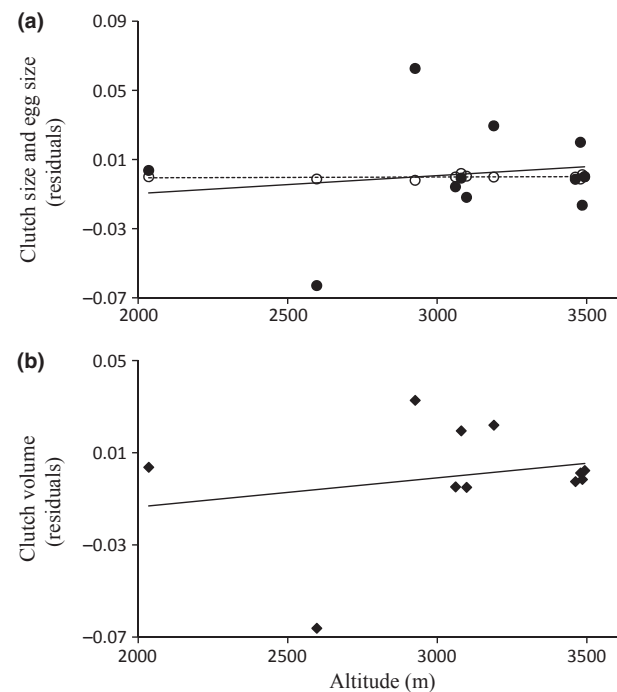 (a)
Clutch size and egg size
(residuals)
0.09
0.05
0.01
−0.03
−0.07
2000 2500 3000 3500
(b)
Clutch volume
(residuals)
0.05
0.01
−0.03
−0.07
2000 2500 3000 3500
Altitude (m)